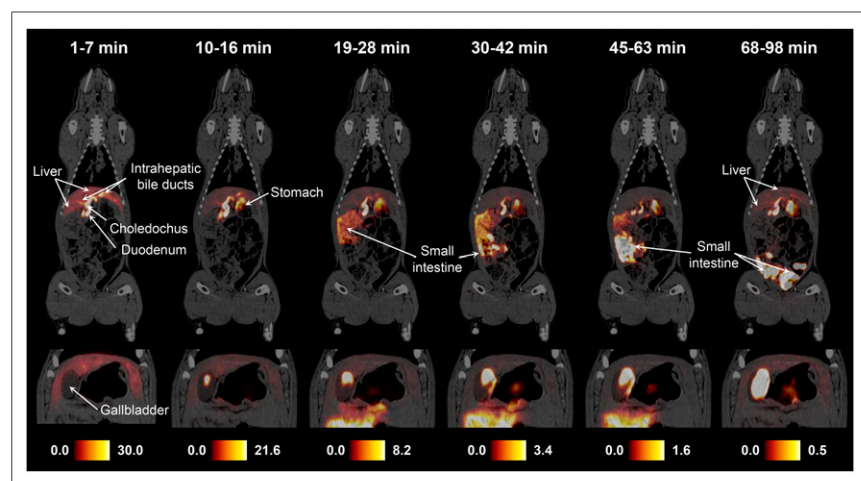 1-7 min 10-16 min 19-28 min 30-42 min 45-63 min 68-98 min
Liver
Intrahepatic
bile ducts
Choledochus
Duodenum
Stomach
Small
intestine
Liver
Small
intestine
Gallbladder
0.0 30.0 0.0 21.6 0.0 8.2 0.0 3.4 0.0 1.6 0.0 0.5